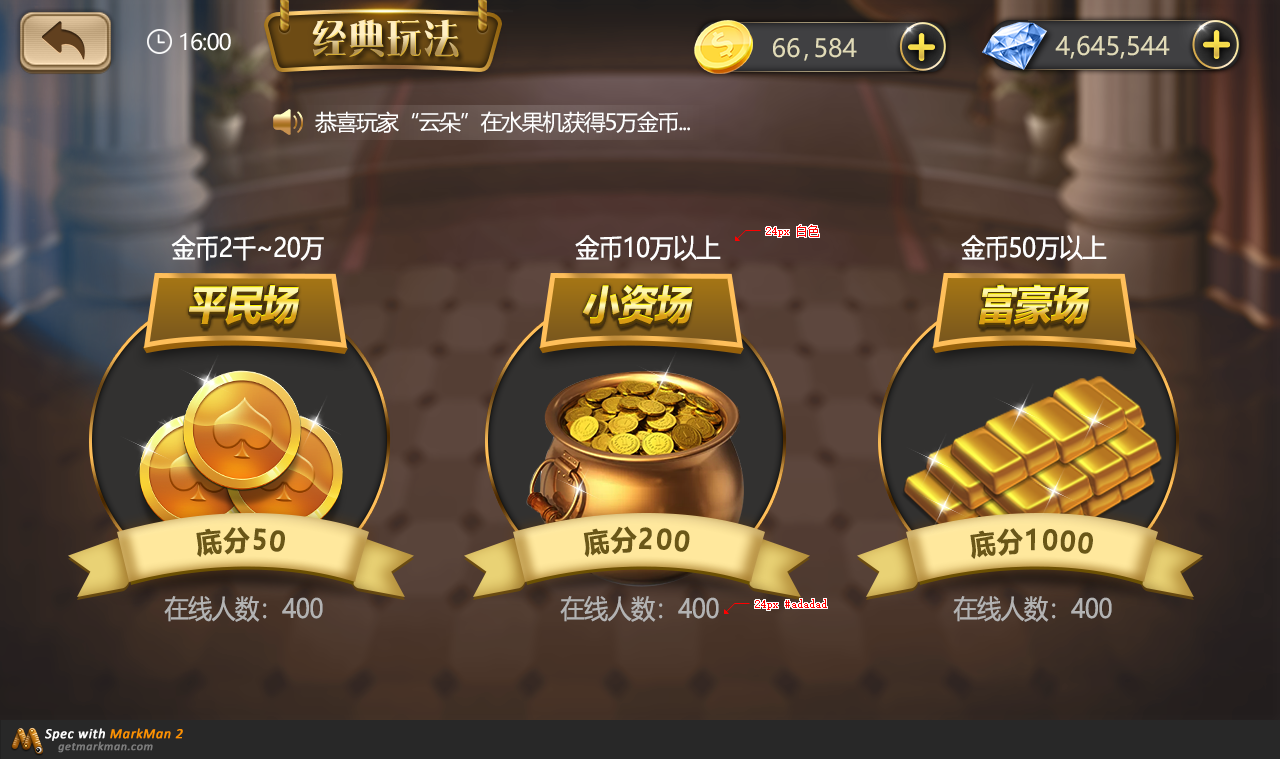 16:00
经典玩法
66,584
4,645,544
恭喜玩家“云朵”在水果机获得5万金币...
金币2千~20万
金币10万以上
24px 白色
金币50万以上
平民场
小资场
富豪场
底分50
底分200
底分1000
在线人数：400
在线人数：400
24px #adadad
在线人数：400
Spec with MarkMan 2
getmarkman.com